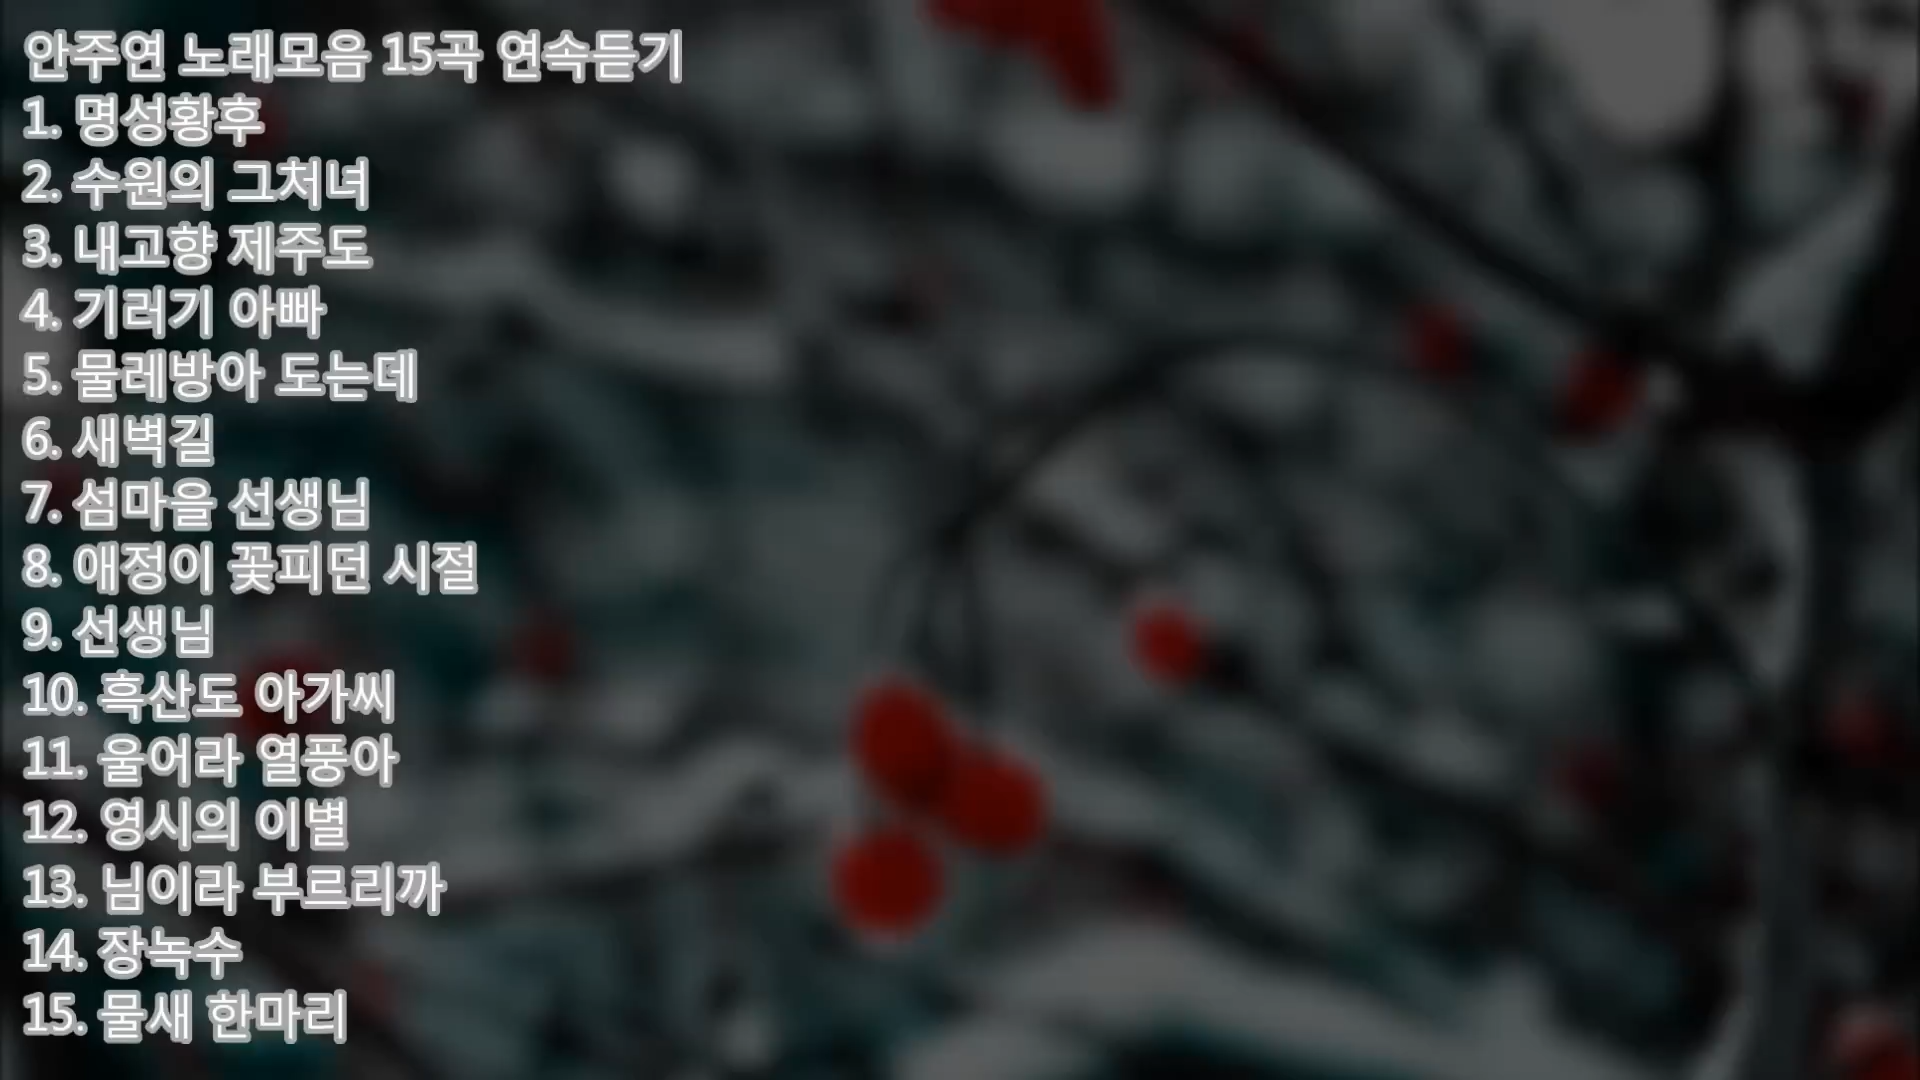 안주연 노래모음 15곡 연속듣기
1. 명성황후
2. 수원의 그처녀
3. 내고향 제주도
4. 기러기 아빠
5. 물레방아 도는데
6. 새벽길
7. 섬마을 선생님
8. 애정이 꽃피던 시절
9. 선생님
10. 흑산도 아가씨
11. 울어라 열풍아
12. 영시의 이별
13. 님이라 부르리까
14. 장녹수
15. 물새 한마리